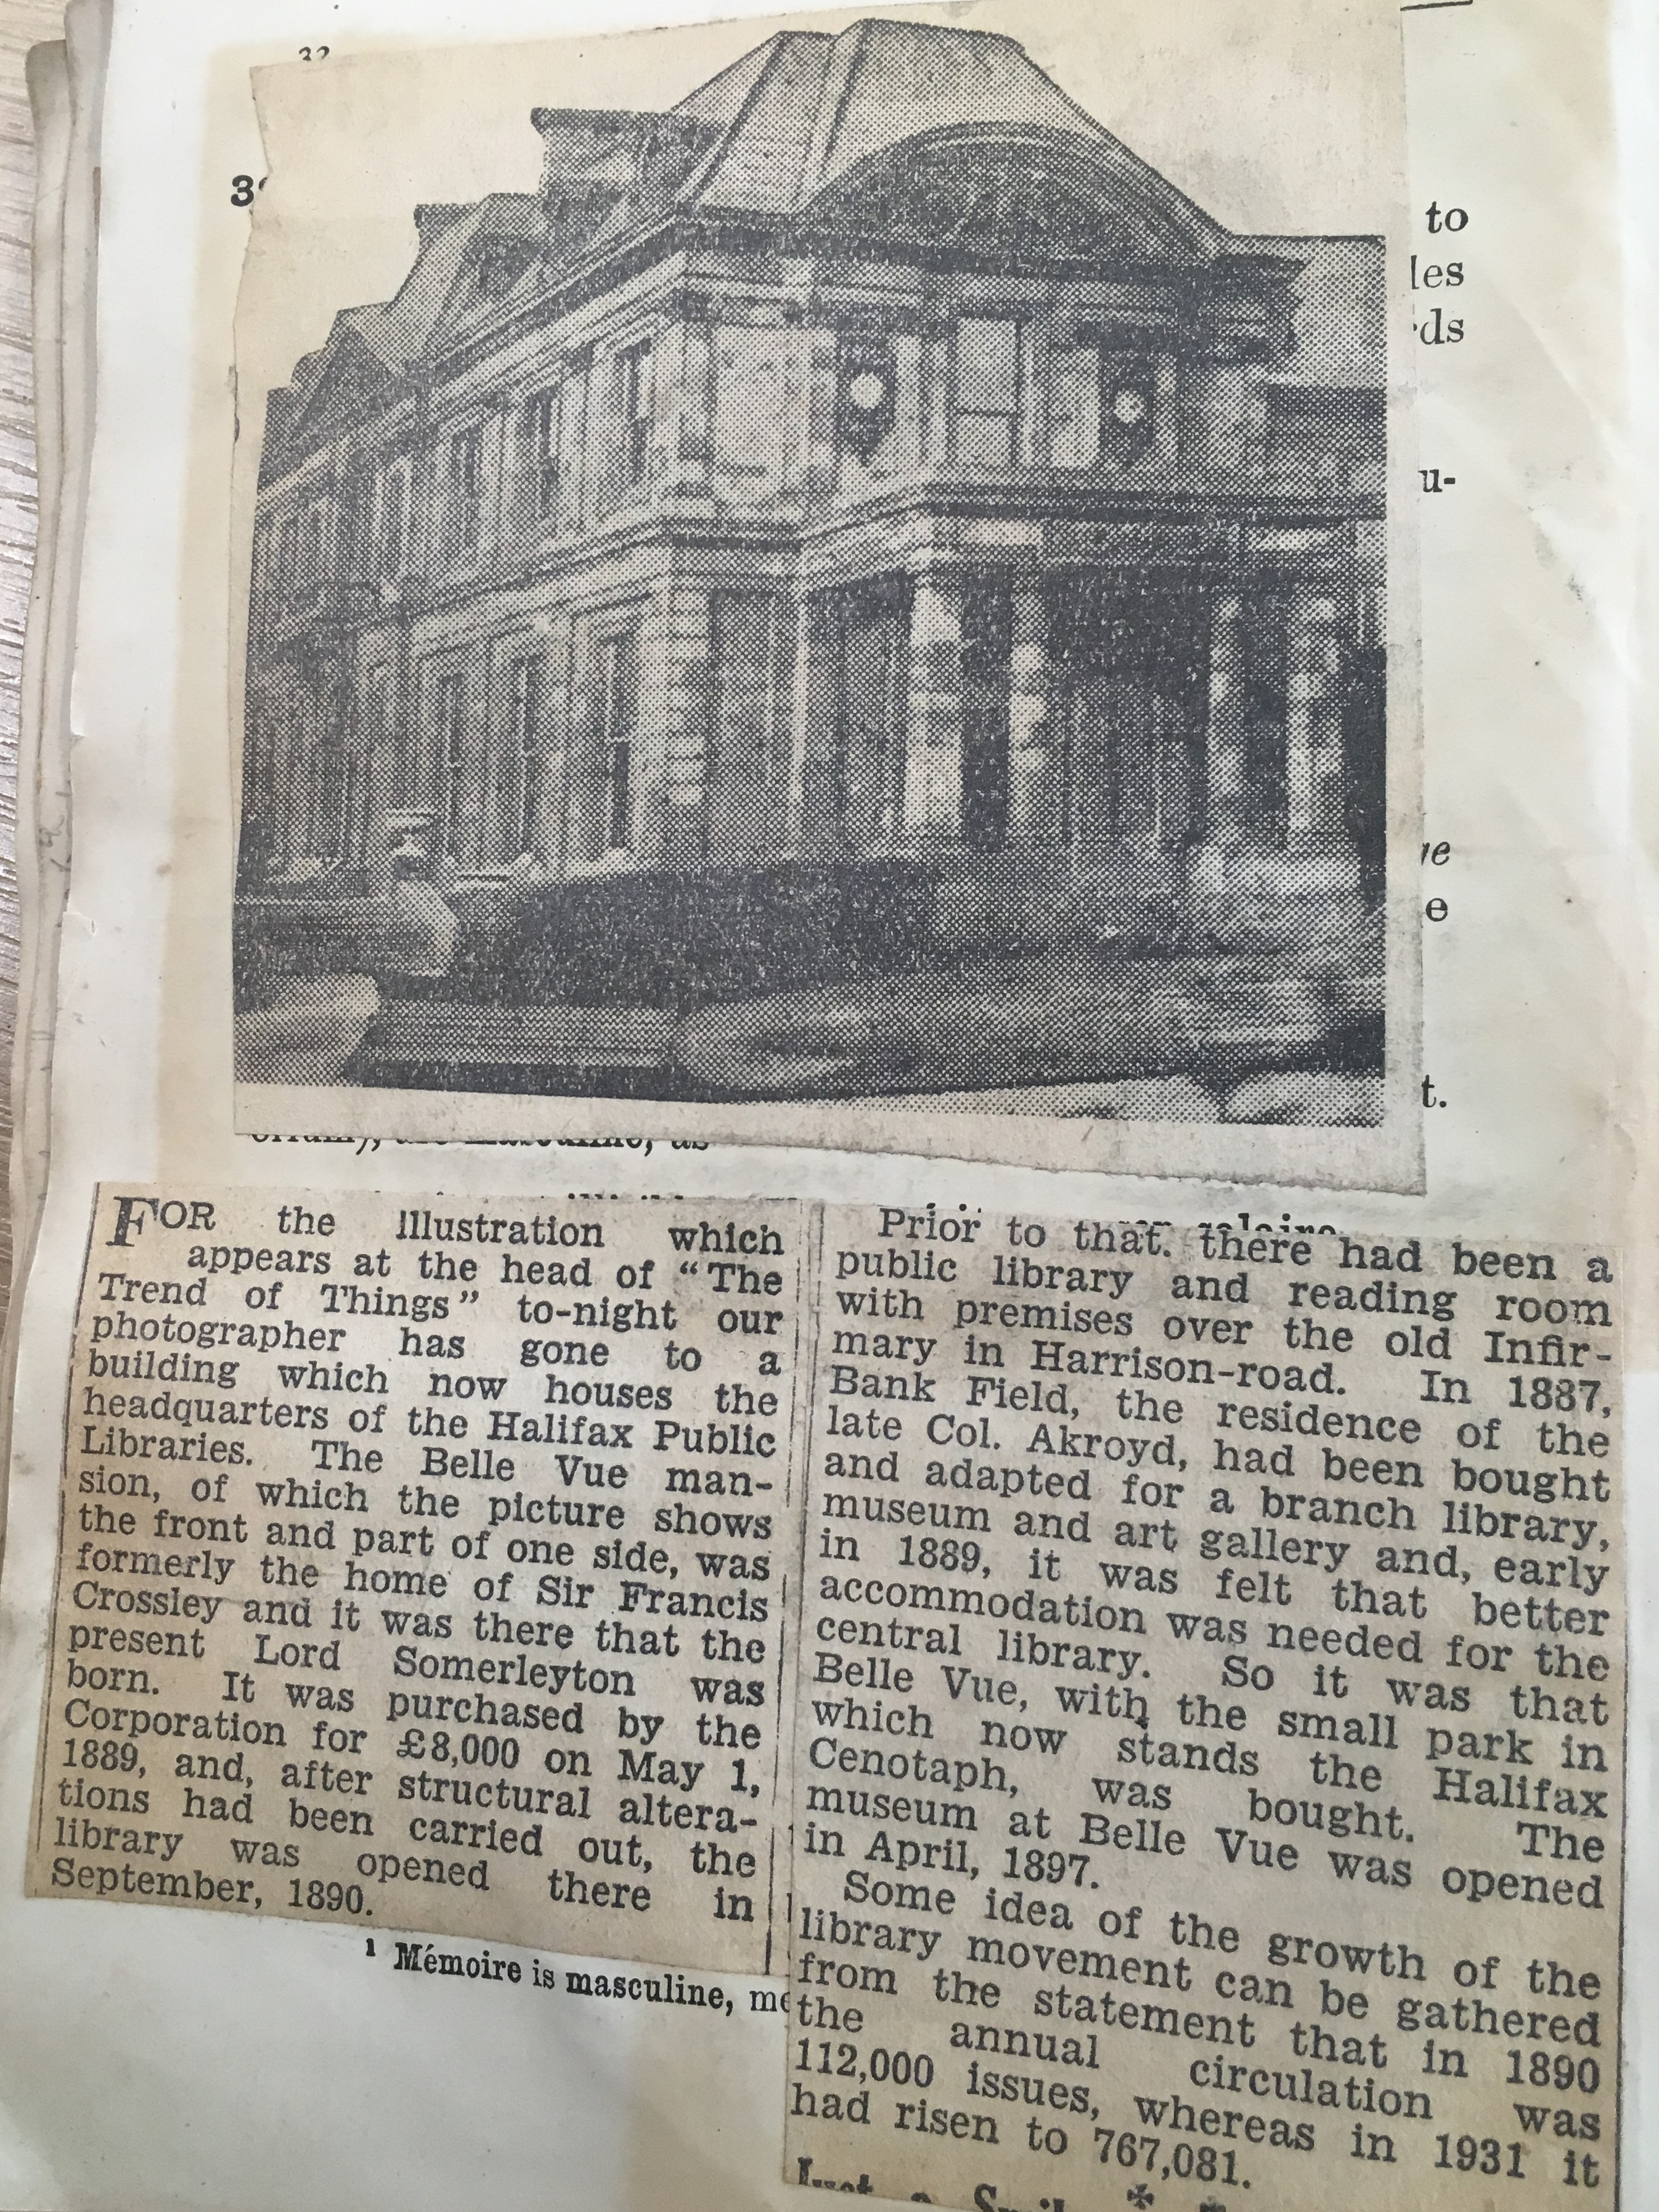 32
to
u-
e
t.
masculine, as
FOR the illustration which
appears at the head of "The
Trend of Things" to-night our
photographer has gone to a
building which now houses the
headquarters of the Halifax Public
Libraries. The Belle Vue man-
sion, of which the picture shows
the front and part of one side, was
formerly the home of Sir Francis
Crossley and it was there that the
present Lord Somerleyton was
born. It was purchased by the
Corporation for £8,000 on May 1,
1889, and, after structural altera-
tions had been carried out, the
library was opened there in
September, 1890.
¹ Mémoire is masculine,
Prior to that. there had been a
public library and reading room
with premises over the old Infir-
mary in Harrison-road. In 1887,
Bank Field, the residence of the
late Col. Akroyd, had been bought
and adapted for a branch library,
museum and art gallery and, early
in 1889, it was felt that better
accommodation was needed for the
central library. So it was that
Belle Vue, with the small park in
which now stands the Halifax
Cenotaph, was bought. The
museum at Belle Vue was opened
in April, 1897.
Some idea of the growth of the
library movement can be gathered
from the statement that in 1890
the annual circulation was
112,000 issues, whereas in 1931 it
had risen to 767,081.